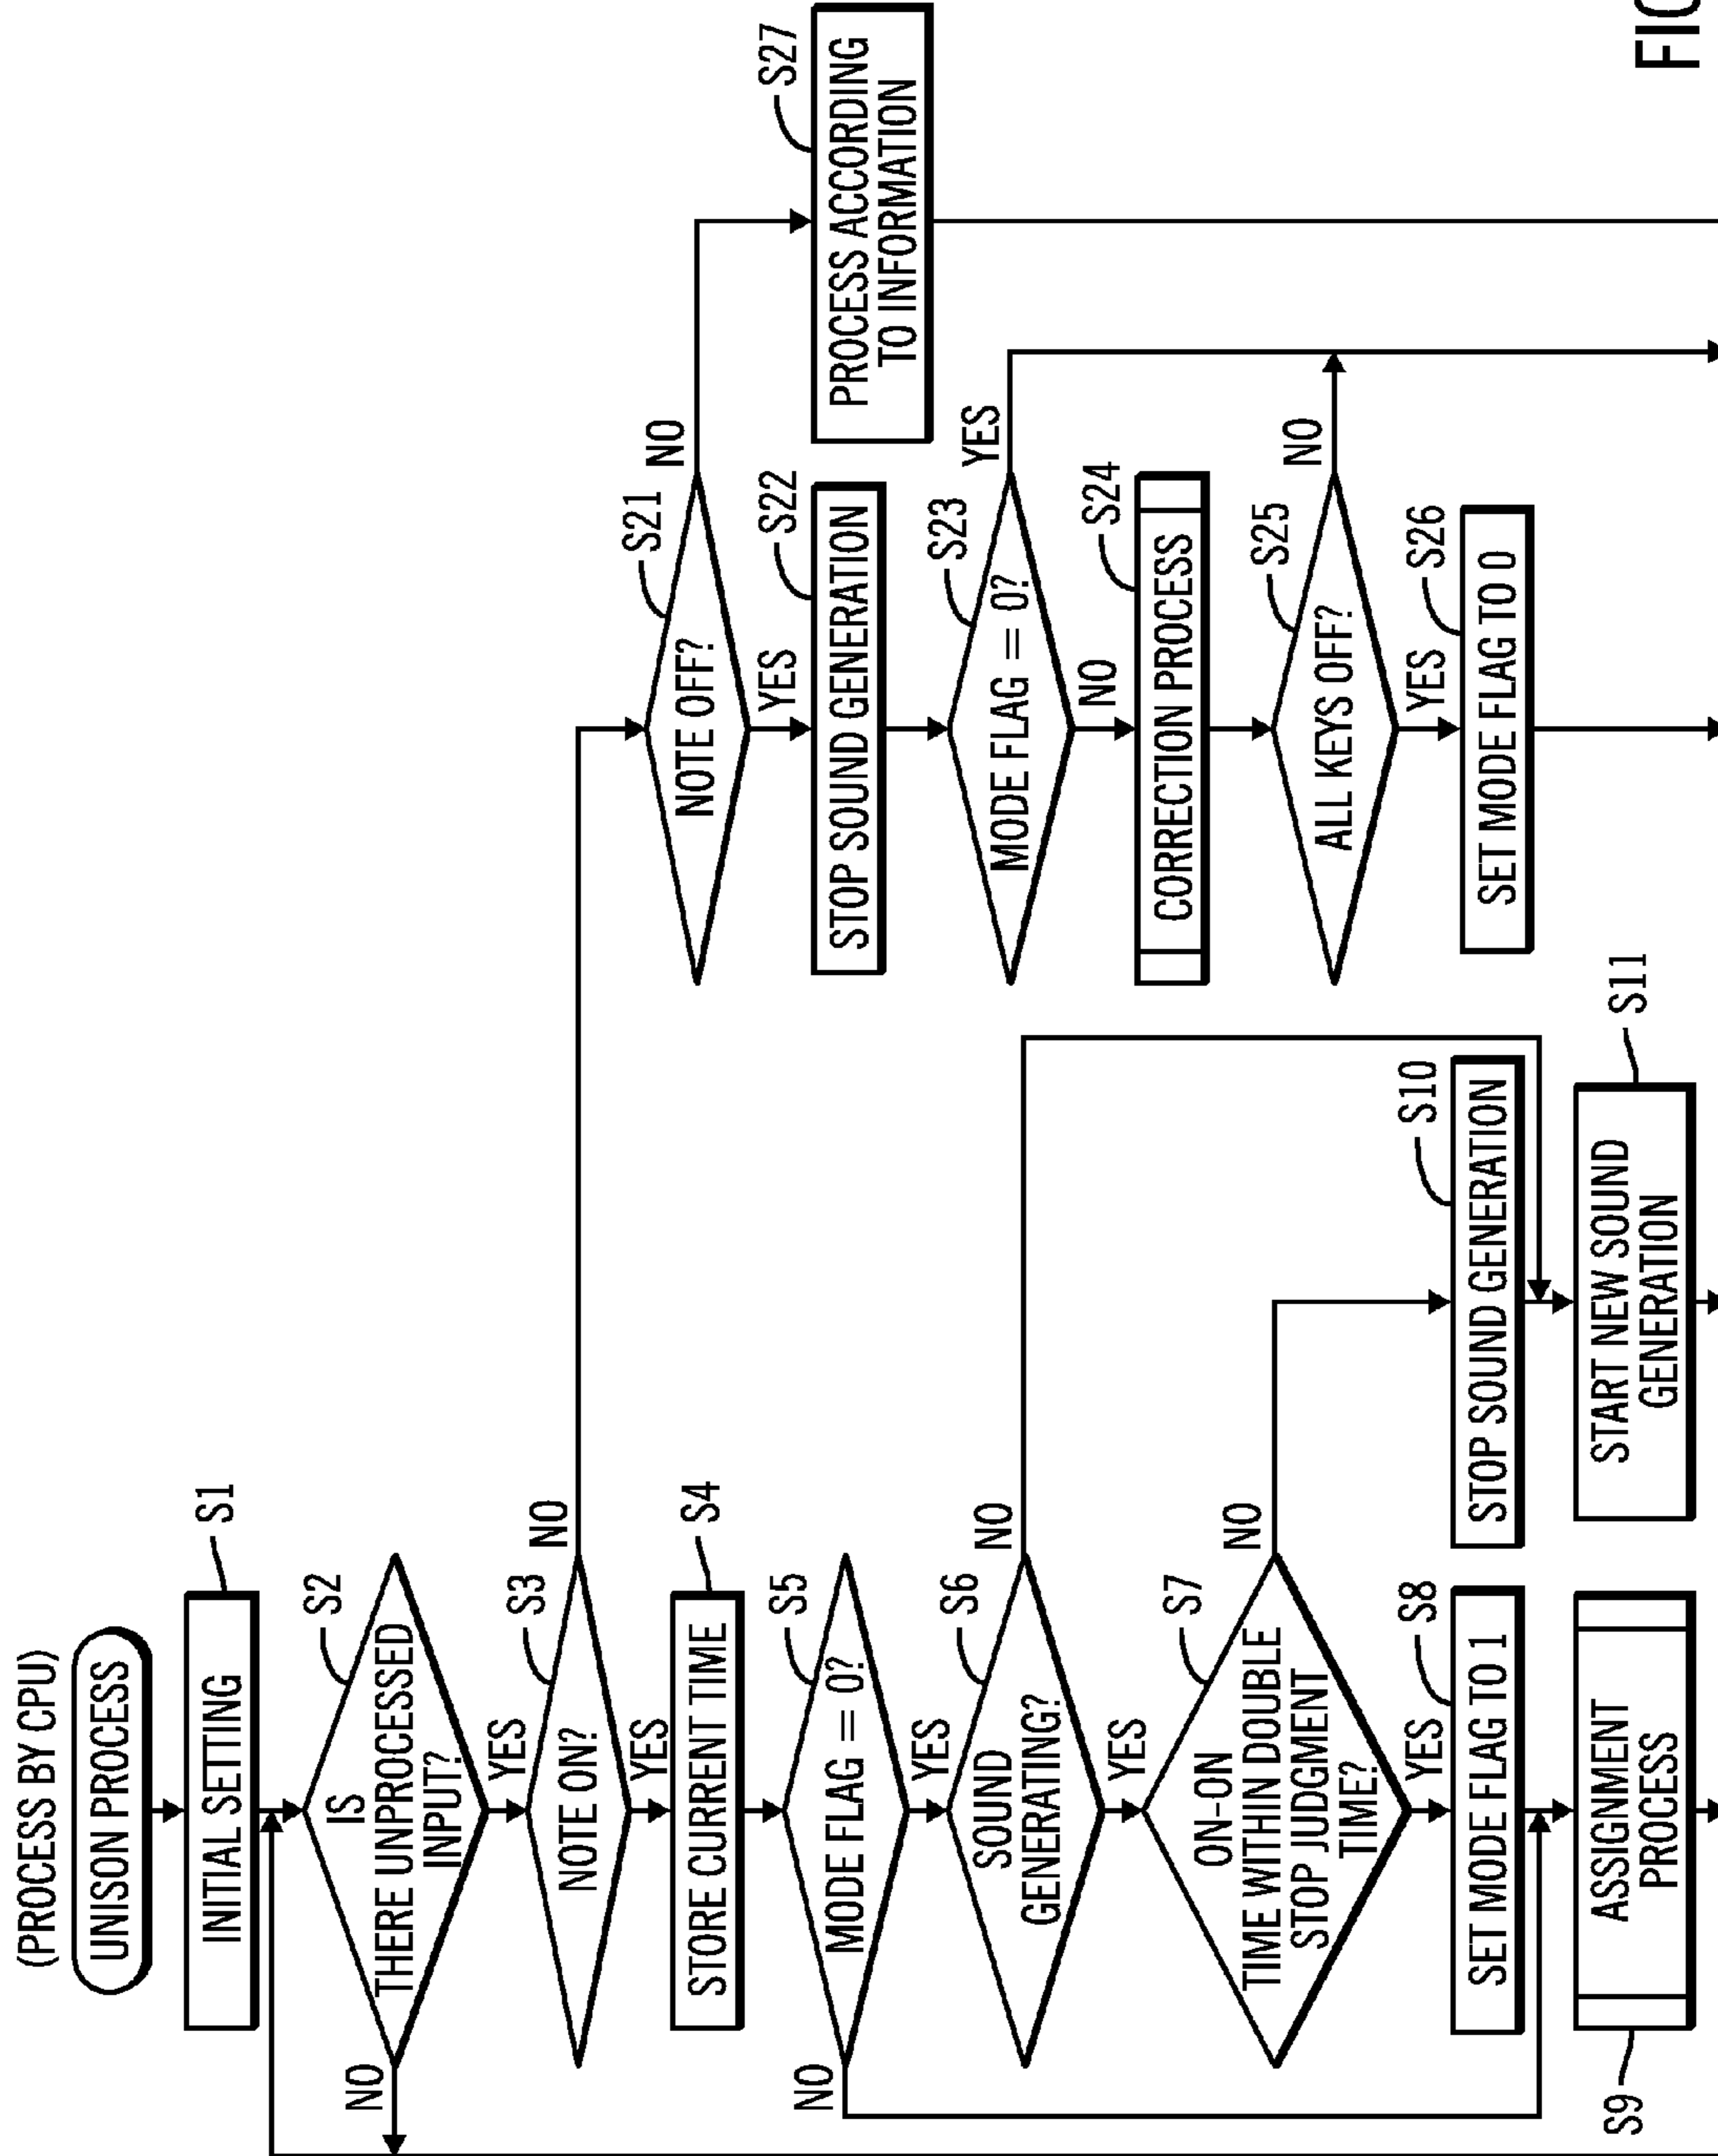 (PROCESS BY CPU)
UNISON PROCESS
INITIAL SETTING
S1
IS
THERE UNPROCESSED
INPUT?
S2
NO
YES
NOTE ON?
S3
NO
YES
STORE CURRENT TIME
S4
MODE FLAG = 0?
S5
NO
YES
SOUND
GENERATING?
S6
NO
YES
ON-ON
TIME WITHIN DOUBLE
STOP JUDGMENT
TIME?
S7
NO
YES
SET MODE FLAG TO 1
S8
ASSIGNMENT
PROCESS
S9
STOP SOUND GENERATION
S10
START NEW SOUND
GENERATION
S11
NOTE OFF?
S21
NO
YES
STOP SOUND GENERATION
S22
MODE FLAG = 0?
S23
YES
NO
CORRECTION PROCESS
S24
ALL KEYS OFF?
S25
NO
YES
SET MODE FLAG TO 0
S26
PROCESS ACCORDING
TO INFORMATION
S27